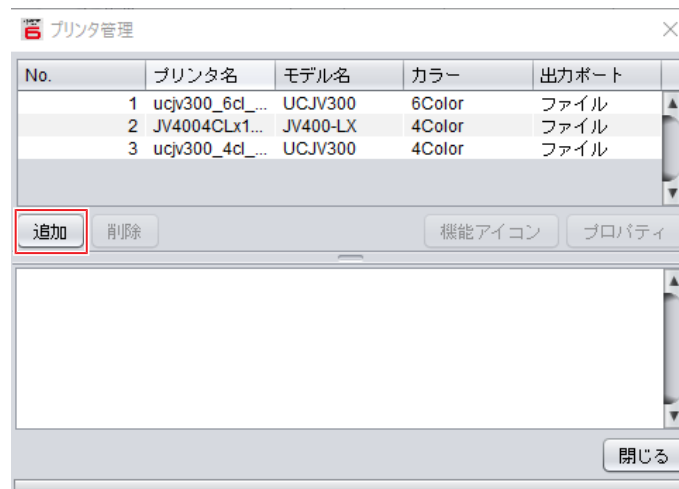 プリンタ管理
No. プリンタ名 モデル名 カラー 出力ポート
1 ucjv300_6cl_... UCJV300 6Color ファイル
2 JV4004CLx1... JV400-LX 4Color ファイル
3 ucjv300_4cl_... UCJV300 4Color ファイル
追加 削除 機能アイコン プロパティ
閉じる